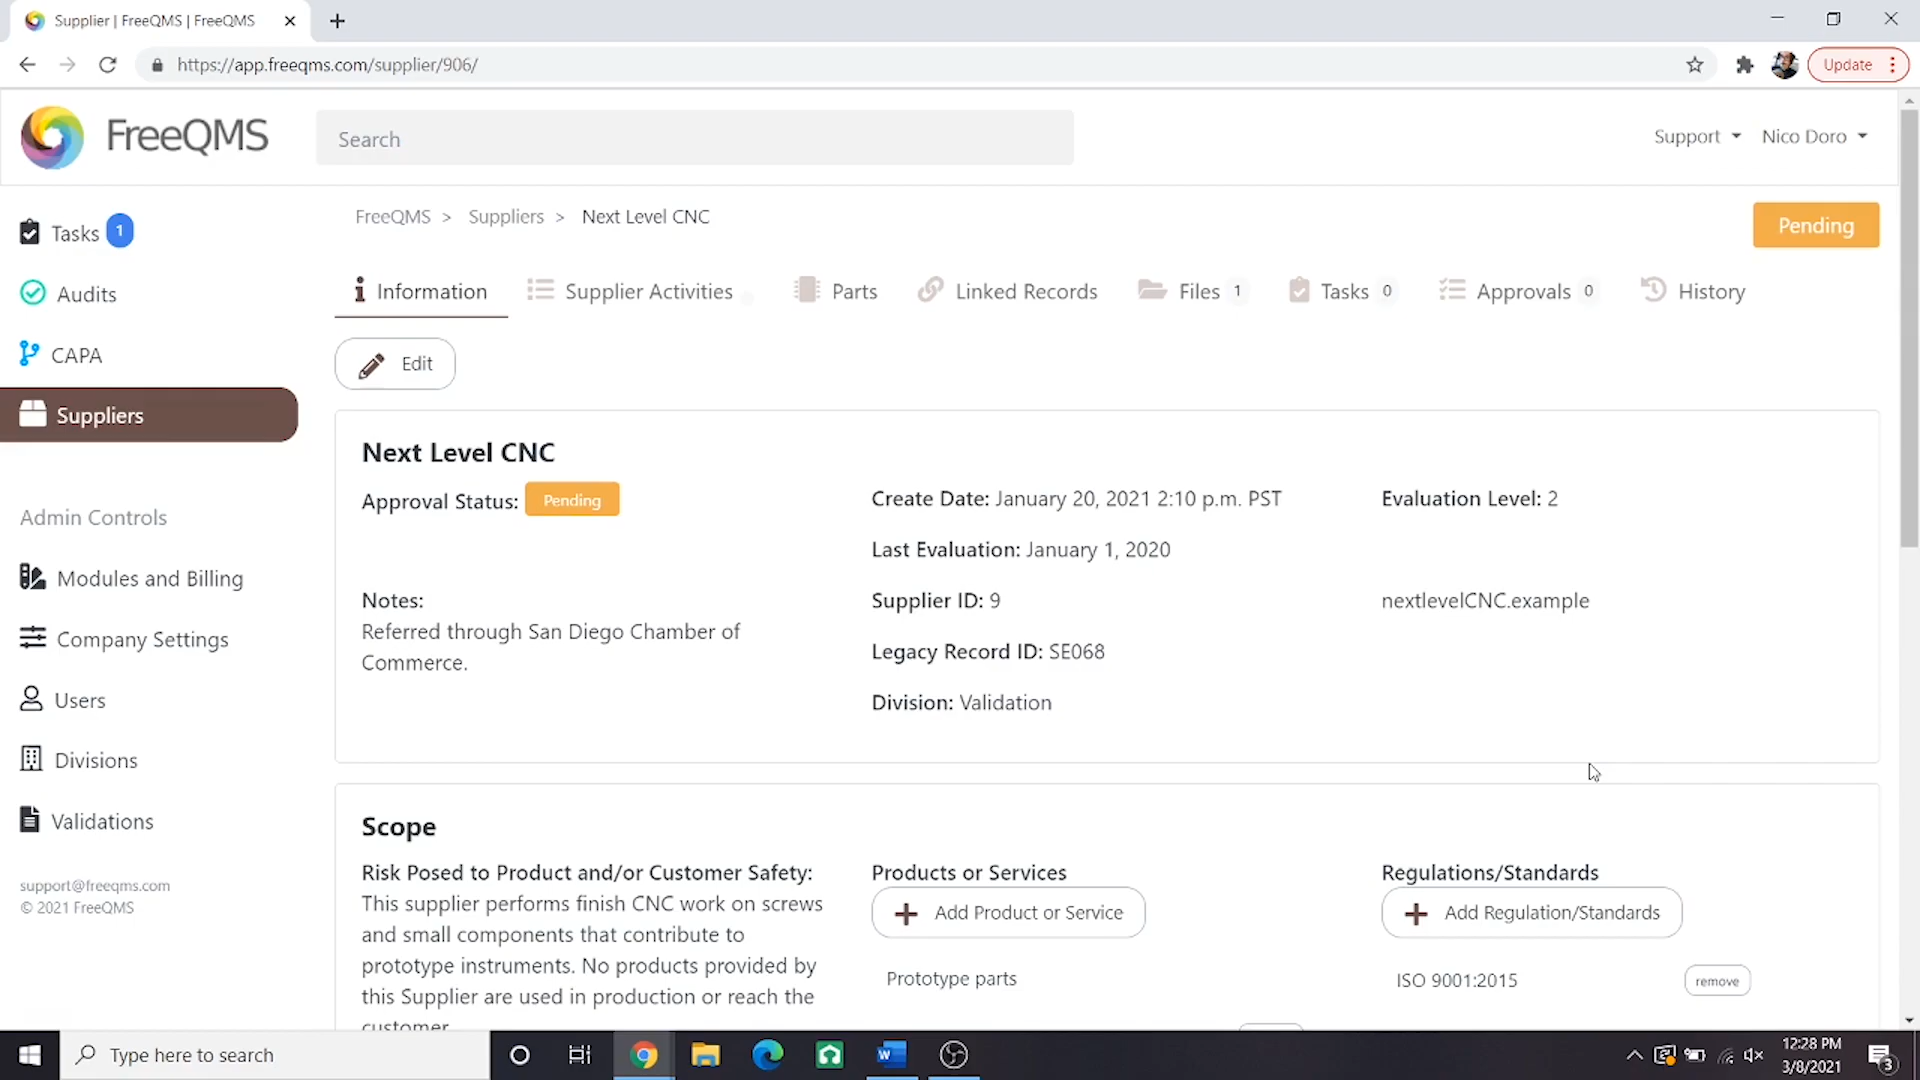 Supplier | FreeQMS | FreeQMS
https://app.freeqms.com/supplier/906/
Update
FreeQMS
Search
Support
Nico Doro
Tasks 1
Audits
CAPA
Suppliers
Admin Controls
Modules and Billing
Company Settings
Users
Divisions
Validations
support@freeqms.com
© 2021 FreeQMS
FreeQMS > Suppliers > Next Level CNC
Pending
Information
Supplier Activities
Parts
Linked Records
Files 1
Tasks 0
Approvals 0
History
Edit
Next Level CNC
Approval Status: Pending
Notes:
Referred through San Diego Chamber of
Commerce.
Create Date: January 20, 2021 2:10 p.m. PST
Last Evaluation: January 1, 2020
Supplier ID: 9
Legacy Record ID: SE068
Division: Validation
Evaluation Level: 2
nextlevelCNC.example
Scope
Risk Posed to Product and/or Customer Safety:
This supplier performs finish CNC work on screws
and small components that contribute to
prototype instruments. No products provided by
this Supplier are used in production or reach the
customer.
Products or Services
Add Product or Service
Prototype parts
Regulations/Standards
Add Regulation/Standards
ISO 9001:2015
remove
Type here to search
12:28 PM
3/8/2021
3